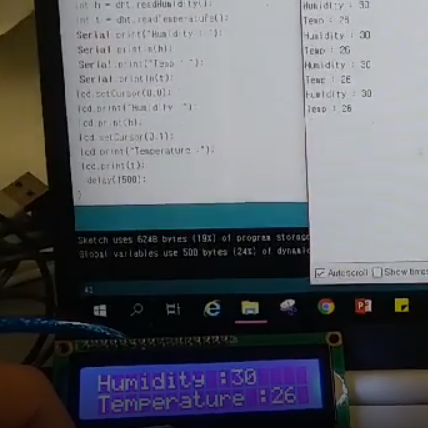 int h = dht.readHumidity();
int t = dht.readTemperature();
Serial.print("Humidity : ");
Serial.println(h);
Serial.print("Temp : ");
Serial.println(t);
lcd.setCursor(0,0);
lcd.print("Humidity :");
lcd.print(h);
lcd.setCursor(0,1);
lcd.print("Temperature :");
lcd.print(t);
delay(1500);
}
Sketch uses 6248 bytes (19%) of program storage
Global variables use 500 bytes (24%) of dynamic
Humidity : 30
Temp : 26
Humidity : 30
Temp : 26
Humidity : 30
Temp : 26
Humidity : 30
Temp : 26
Autoscroll Show times
Humidity :30
Temperature :26